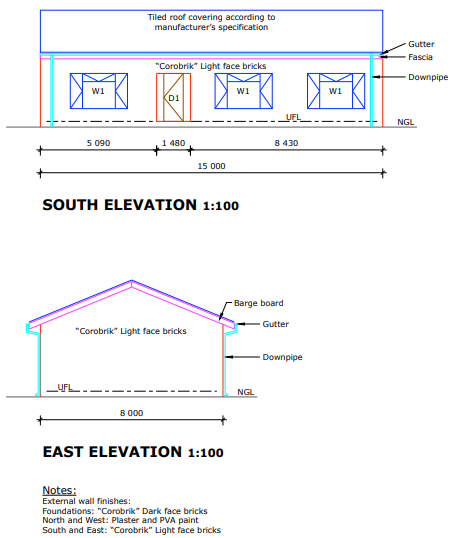 Tiled roof covering according to
manufacturer's specification
Gutter
Fascia
"Corobrik" Light face bricks
Downpipe
W1
D1
W1
W1
UFL
NGL
5 090
1 480
8 430
15 000
SOUTH ELEVATION 1:100
Barge board
Gutter
"Corobrik" Light face bricks
Downpipe
UFL
NGL
8 000
EAST ELEVATION 1:100
Notes:
External wall finishes:
Foundations: "Corobrik" Dark face bricks
North and West: Plaster and PVA paint
South and East: "Corobrik" Light face bricks